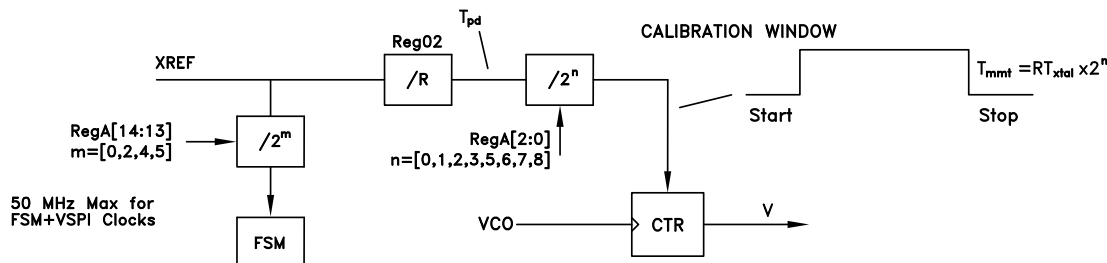 T_pd
CALIBRATION WINDOW
Reg02
XREF
/R
/2^n
T_mmt = RT_xtal x 2^n
Start
Stop
RegA[14:13]
m=[0,2,4,5]
/2^m
RegA[2:0]
n=[0,1,2,3,5,6,7,8]
50 MHz Max for
FSM+VSPI Clocks
FSM
VCO
CTR
V